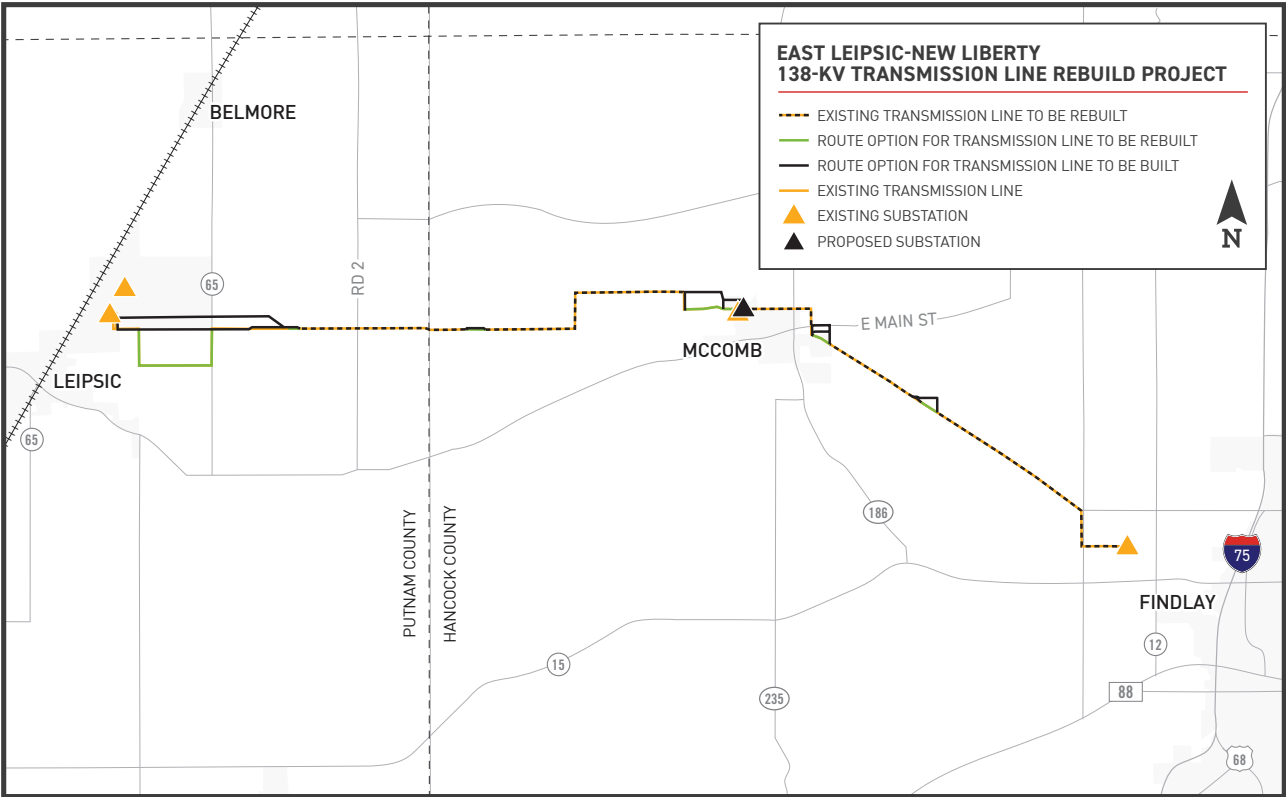 EAST LEIPSIC-NEW LIBERTY
138-KV TRANSMISSION LINE REBUILD PROJECT
EXISTING TRANSMISSION LINE TO BE REBUILT
ROUTE OPTION FOR TRANSMISSION LINE TO BE REBUILT
ROUTE OPTION FOR TRANSMISSION LINE TO BE BUILT
EXISTING TRANSMISSION LINE
EXISTING SUBSTATION
PROPOSED SUBSTATION
N
BELMORE
65
RD 2
E MAIN ST
MCCOMB
LEIPSIC
65
PUTNAM COUNTY
HANCOCK COUNTY
186
75
FINDLAY
12
15
88
235
68